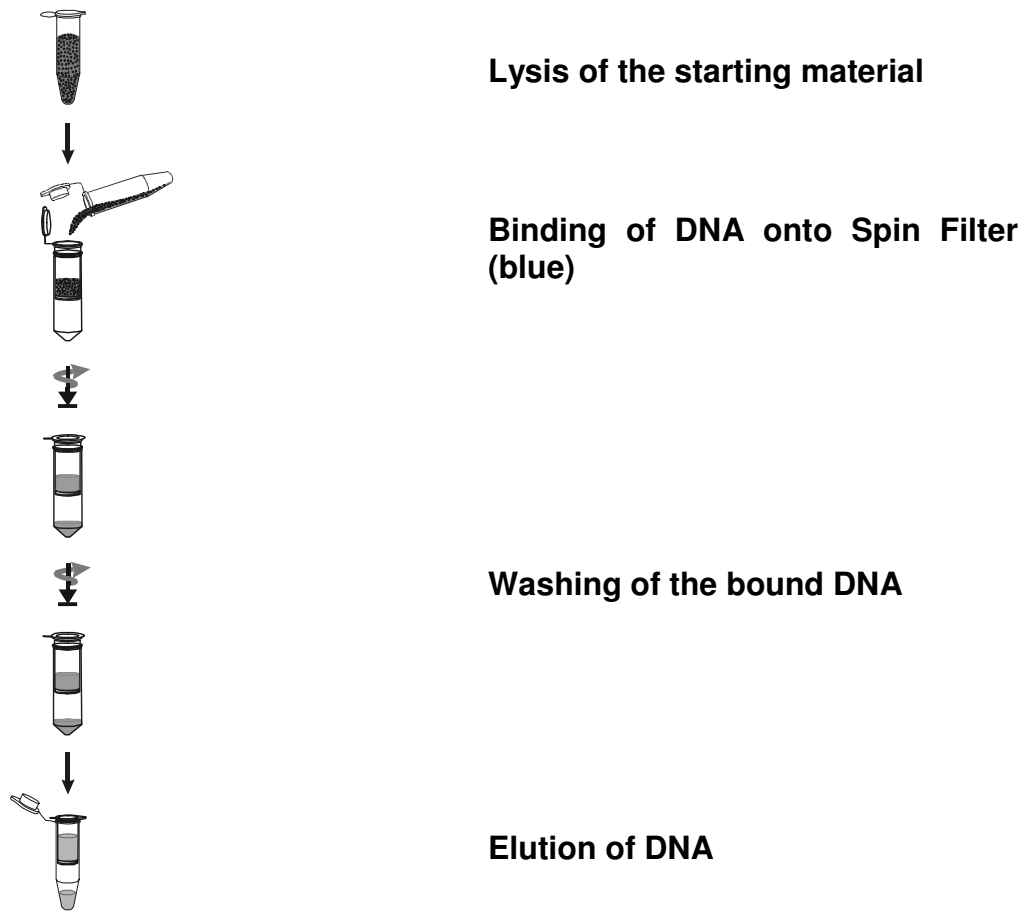 Lysis of the starting material
Binding of DNA onto Spin Filter
(blue)
Washing of the bound DNA
Elution of DNA